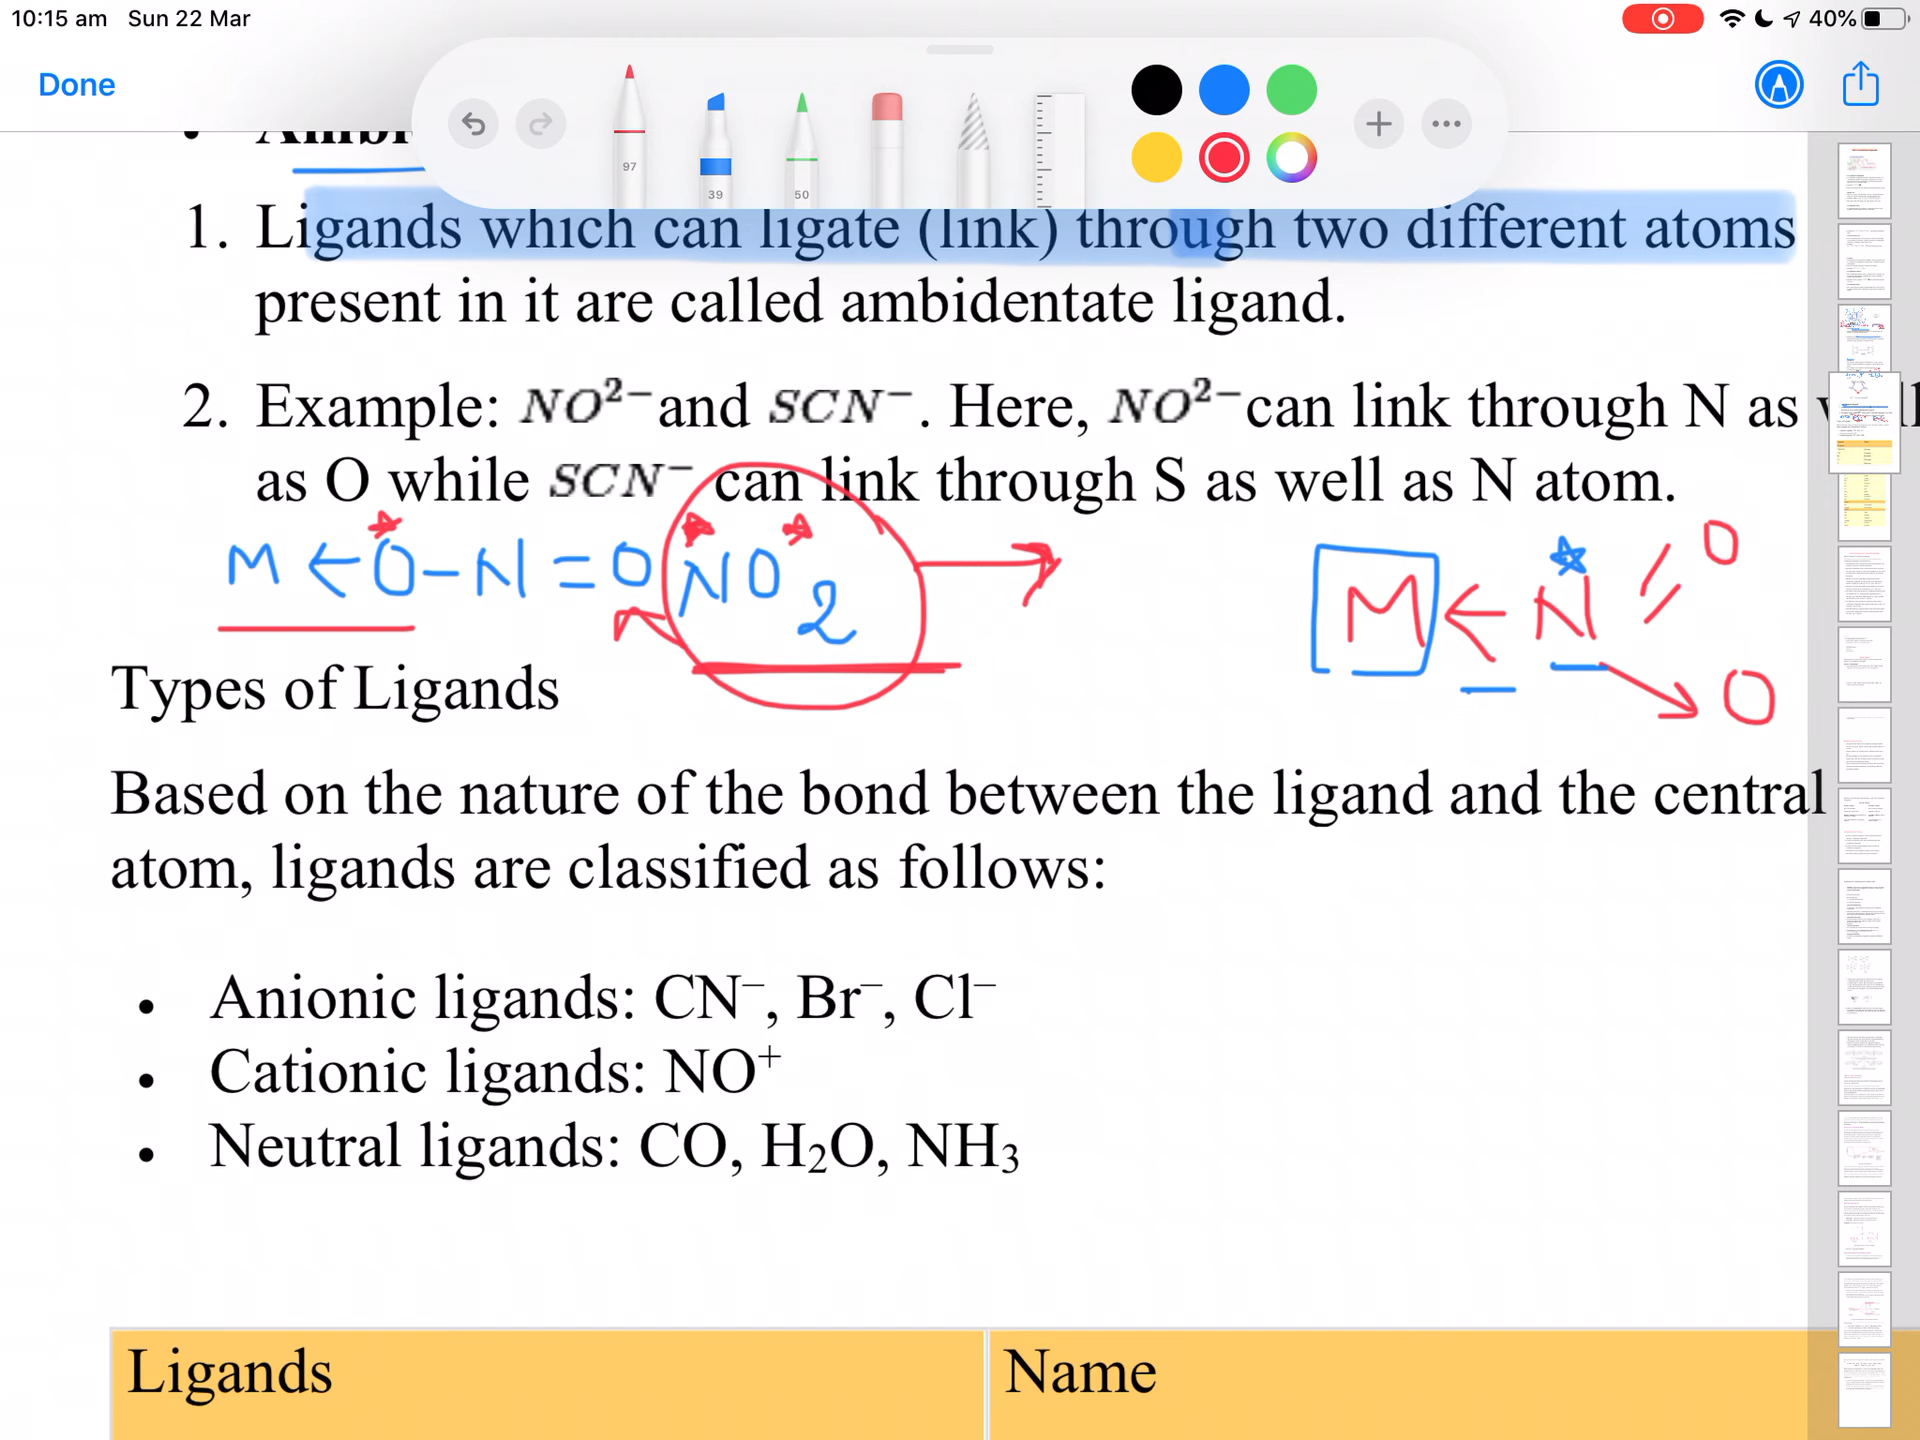 10:15 am Sun 22 Mar 40%
Done
97 39 50
1. Ligands which can ligate (link) through two different atoms
present in it are called ambidentate ligand.
2. Example: NO²⁻ and SCN⁻. Here, NO²⁻ can link through N as
as O while SCN⁻ can link through S as well as N atom.
M ← O – N = O NO₂ M ← N O
O
Types of Ligands
Based on the nature of the bond between the ligand and the central
atom, ligands are classified as follows:
• Anionic ligands: CN⁻, Br⁻, Cl⁻
• Cationic ligands: NO⁺
• Neutral ligands: CO, H₂O, NH₃
Ligands Name